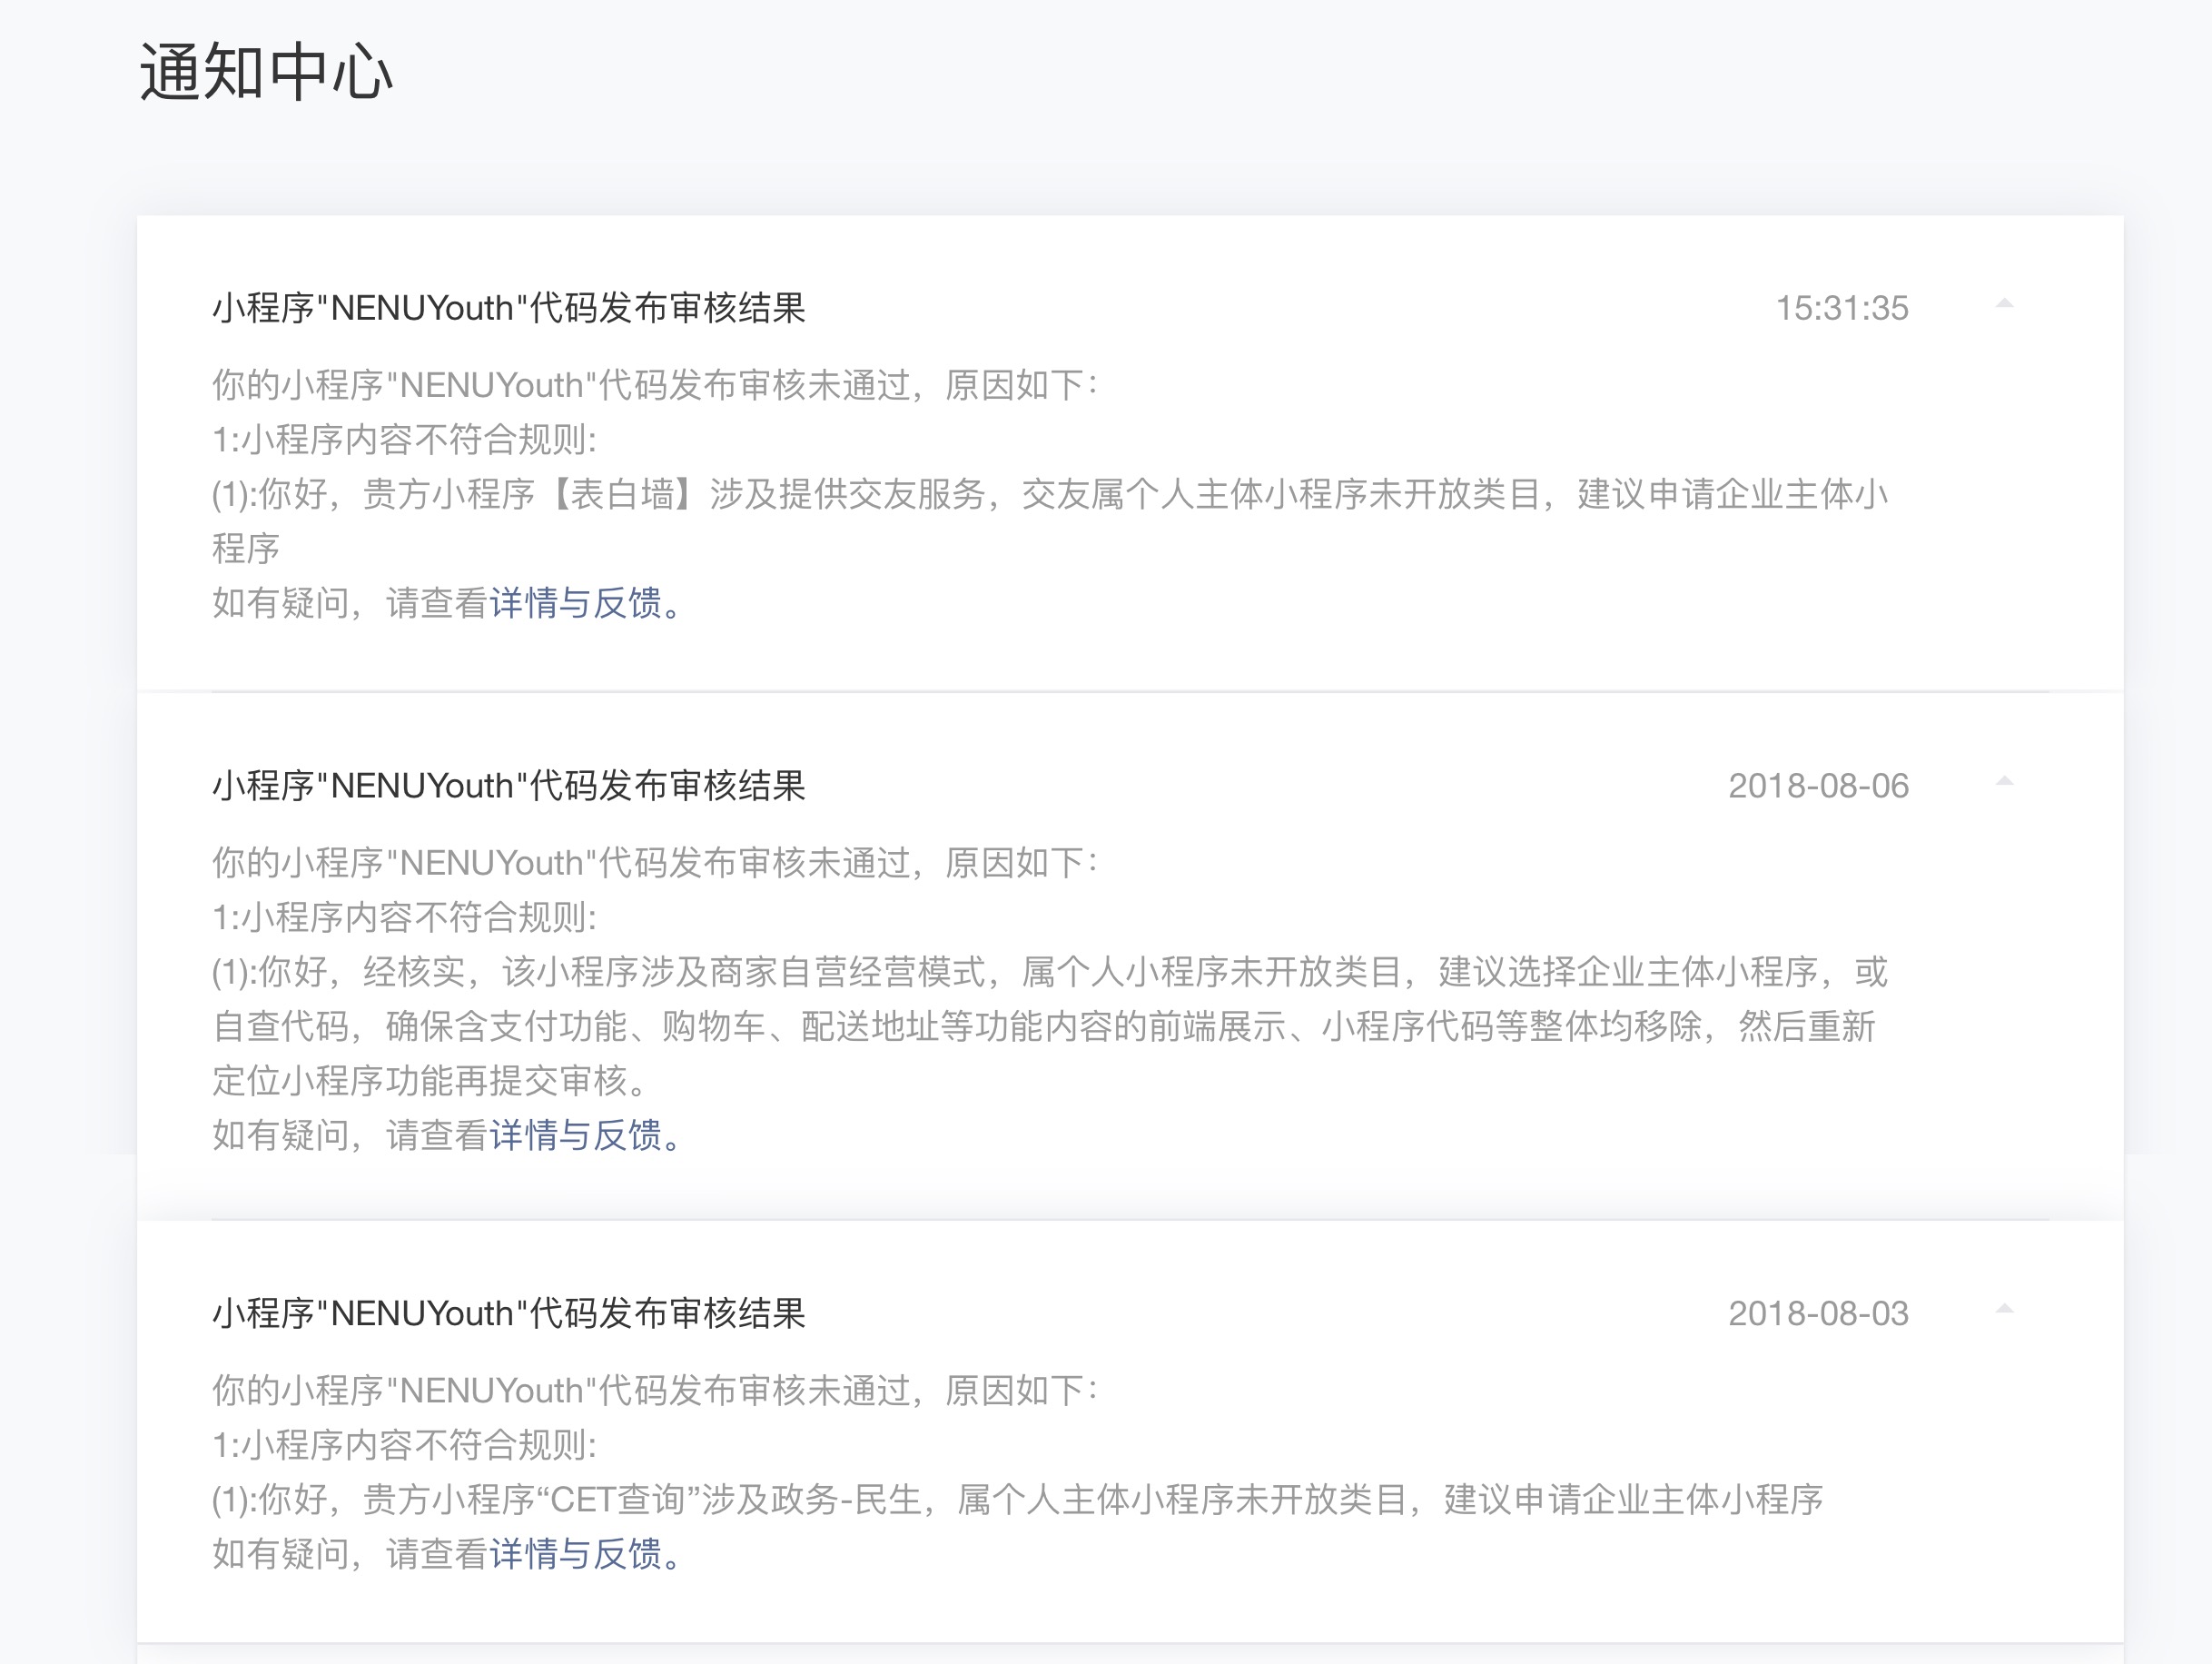 通知中心
小程序"NENUYouth"代码发布审核结果 15:31:35
你的小程序"NENUYouth"代码发布审核未通过，原因如下：
1:小程序内容不符合规则:
(1):你好，贵方小程序【表白墙】涉及提供交友服务，交友属个人主体小程序未开放类目，建议申请企业主体小
程序
如有疑问，请查看详情与反馈。
小程序"NENUYouth"代码发布审核结果 2018-08-06
你的小程序"NENUYouth"代码发布审核未通过，原因如下：
1:小程序内容不符合规则:
(1):你好，经核实，该小程序涉及商家自营经营模式，属个人小程序未开放类目，建议选择企业主体小程序，或
自查代码，确保含支付功能、购物车、配送地址等功能内容的前端展示、小程序代码等整体均移除，然后重新
定位小程序功能再提交审核。
如有疑问，请查看详情与反馈。
小程序"NENUYouth"代码发布审核结果 2018-08-03
你的小程序"NENUYouth"代码发布审核未通过，原因如下：
1:小程序内容不符合规则:
(1):你好，贵方小程序“CET查询”涉及政务-民生，属个人主体小程序未开放类目，建议申请企业主体小程序
如有疑问，请查看详情与反馈。